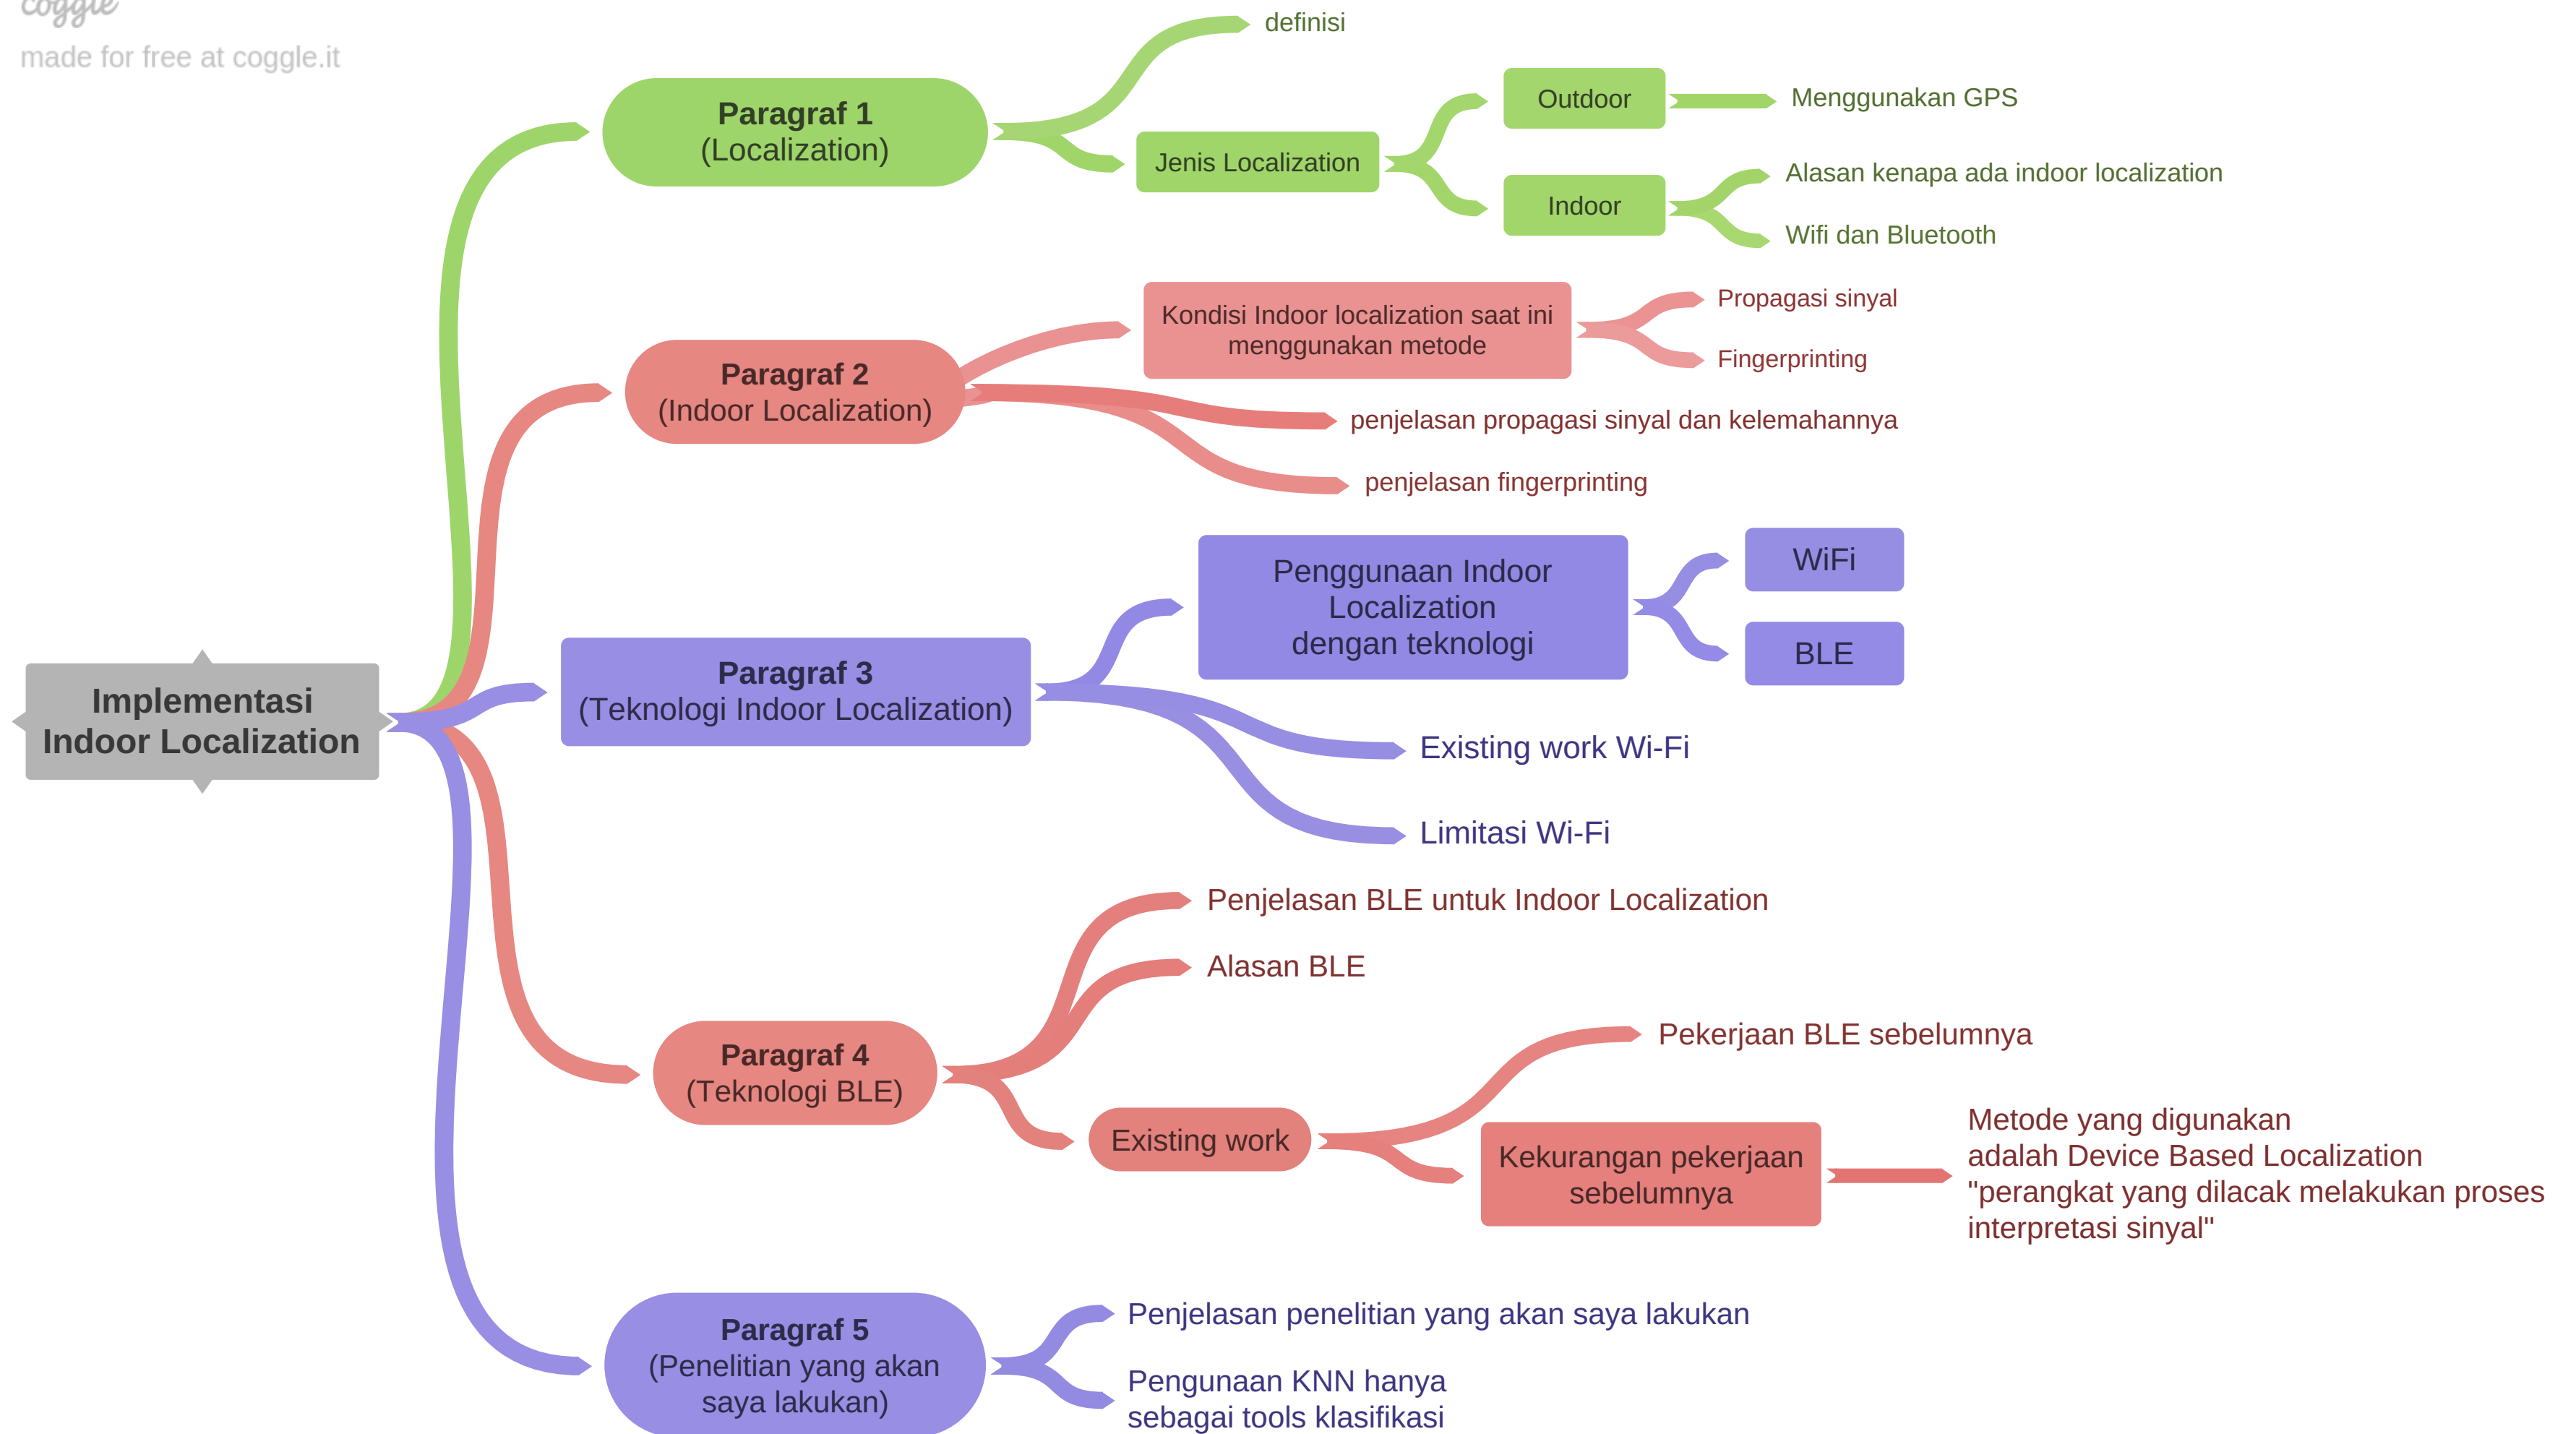 coggle
made for free at coggle.it
Implementasi
Indoor Localization
Paragraf 1
(Localization)
definisi
Jenis Localization
Outdoor
Menggunakan GPS
Indoor
Alasan kenapa ada indoor localization
Wifi dan Bluetooth
Paragraf 2
(Indoor Localization)
Kondisi Indoor localization saat ini
menggunakan metode
Propagasi sinyal
Fingerprinting
penjelasan propagasi sinyal dan kelemahannya
penjelasan fingerprinting
Paragraf 3
(Teknologi Indoor Localization)
Penggunaan Indoor
Localization
dengan teknologi
WiFi
BLE
Existing work Wi-Fi
Limitasi Wi-Fi
Paragraf 4
(Teknologi BLE)
Penjelasan BLE untuk Indoor Localization
Alasan BLE
Existing work
Pekerjaan BLE sebelumnya
Kekurangan pekerjaan
sebelumnya
Metode yang digunakan
adalah Device Based Localization
"perangkat yang dilacak melakukan proses
interpretasi sinyal"
Paragraf 5
(Penelitian yang akan
saya lakukan)
Penjelasan penelitian yang akan saya lakukan
Pengunaan KNN hanya
sebagai tools klasifikasi